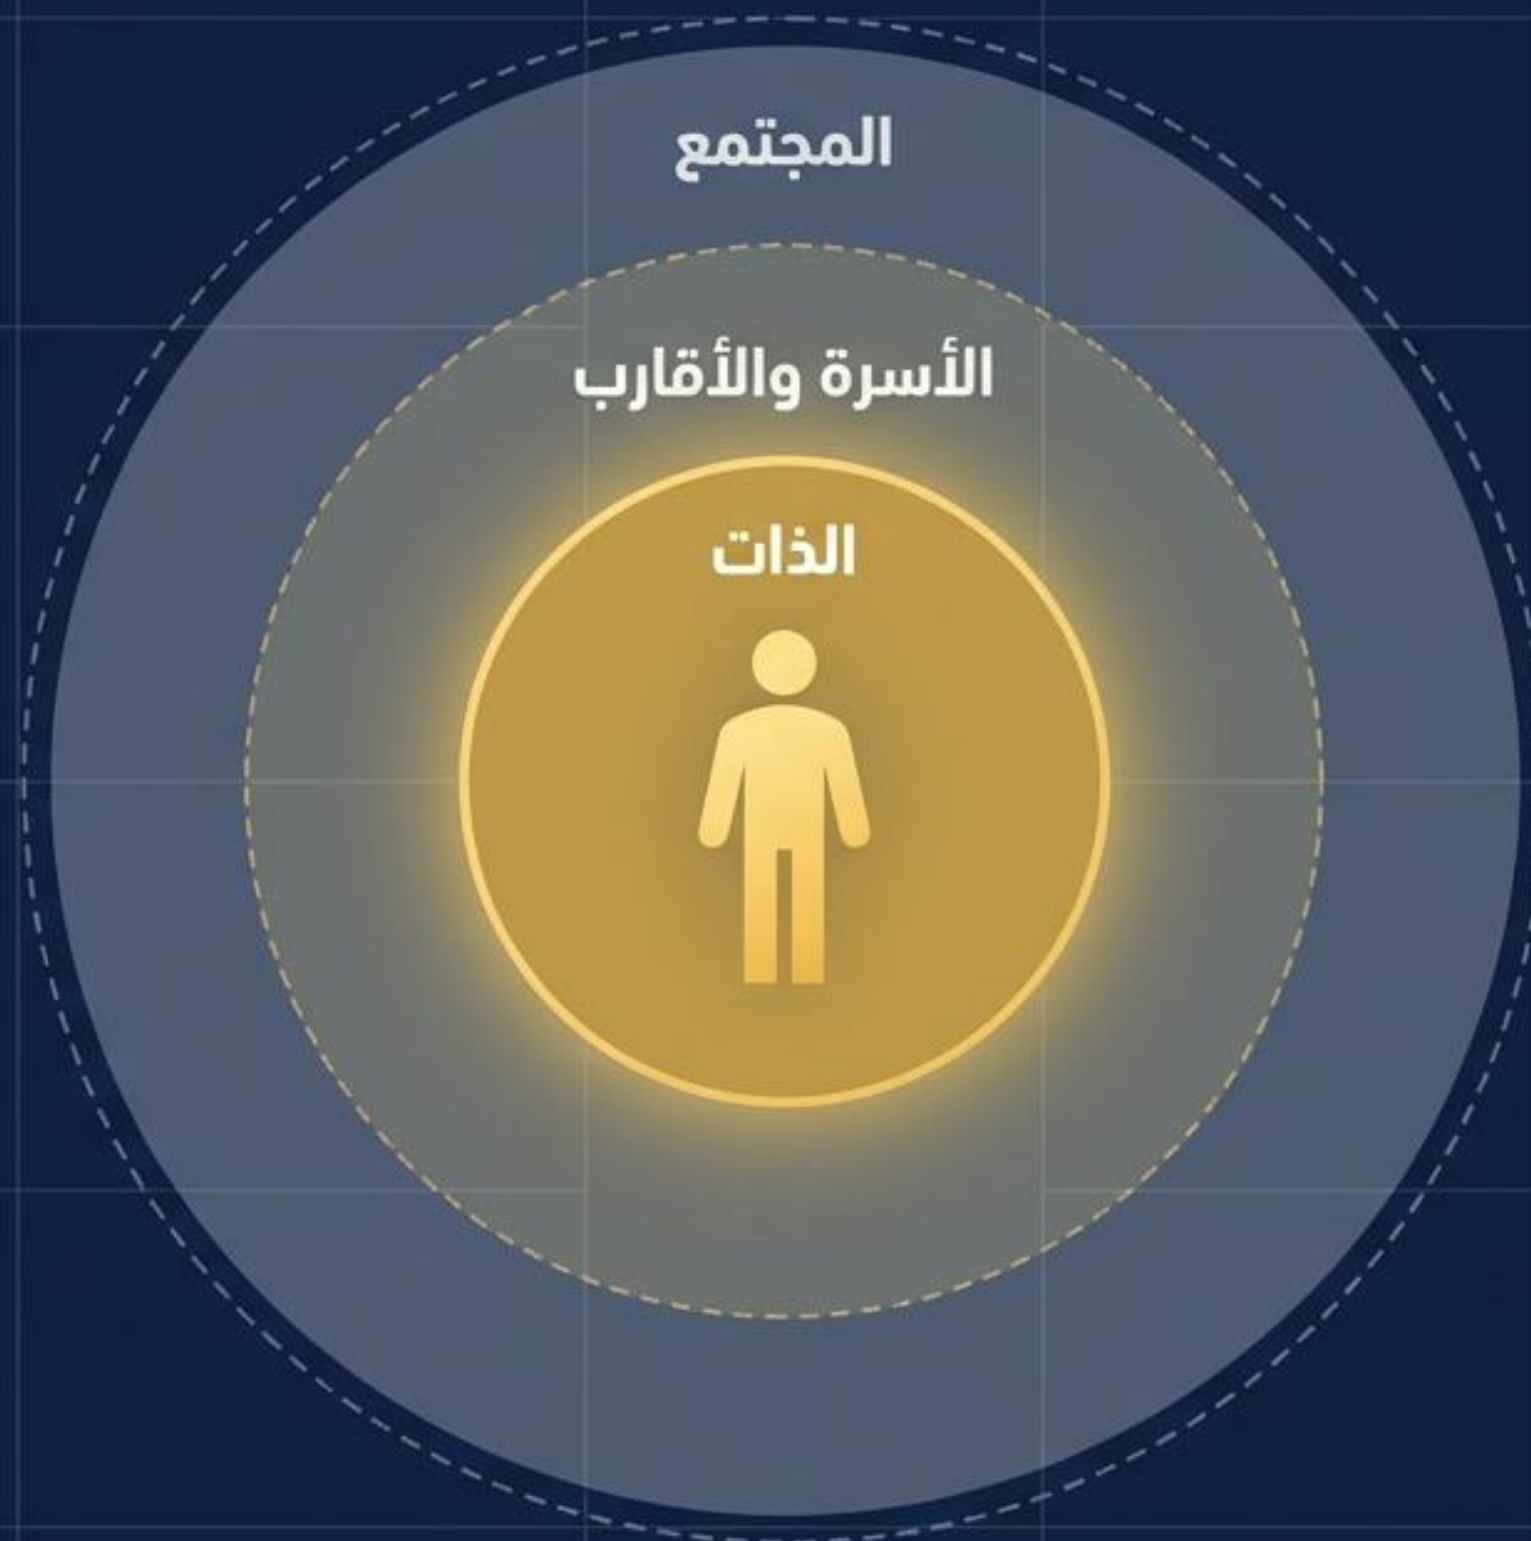 المجتمع
الأسرة والأقارب
الذات